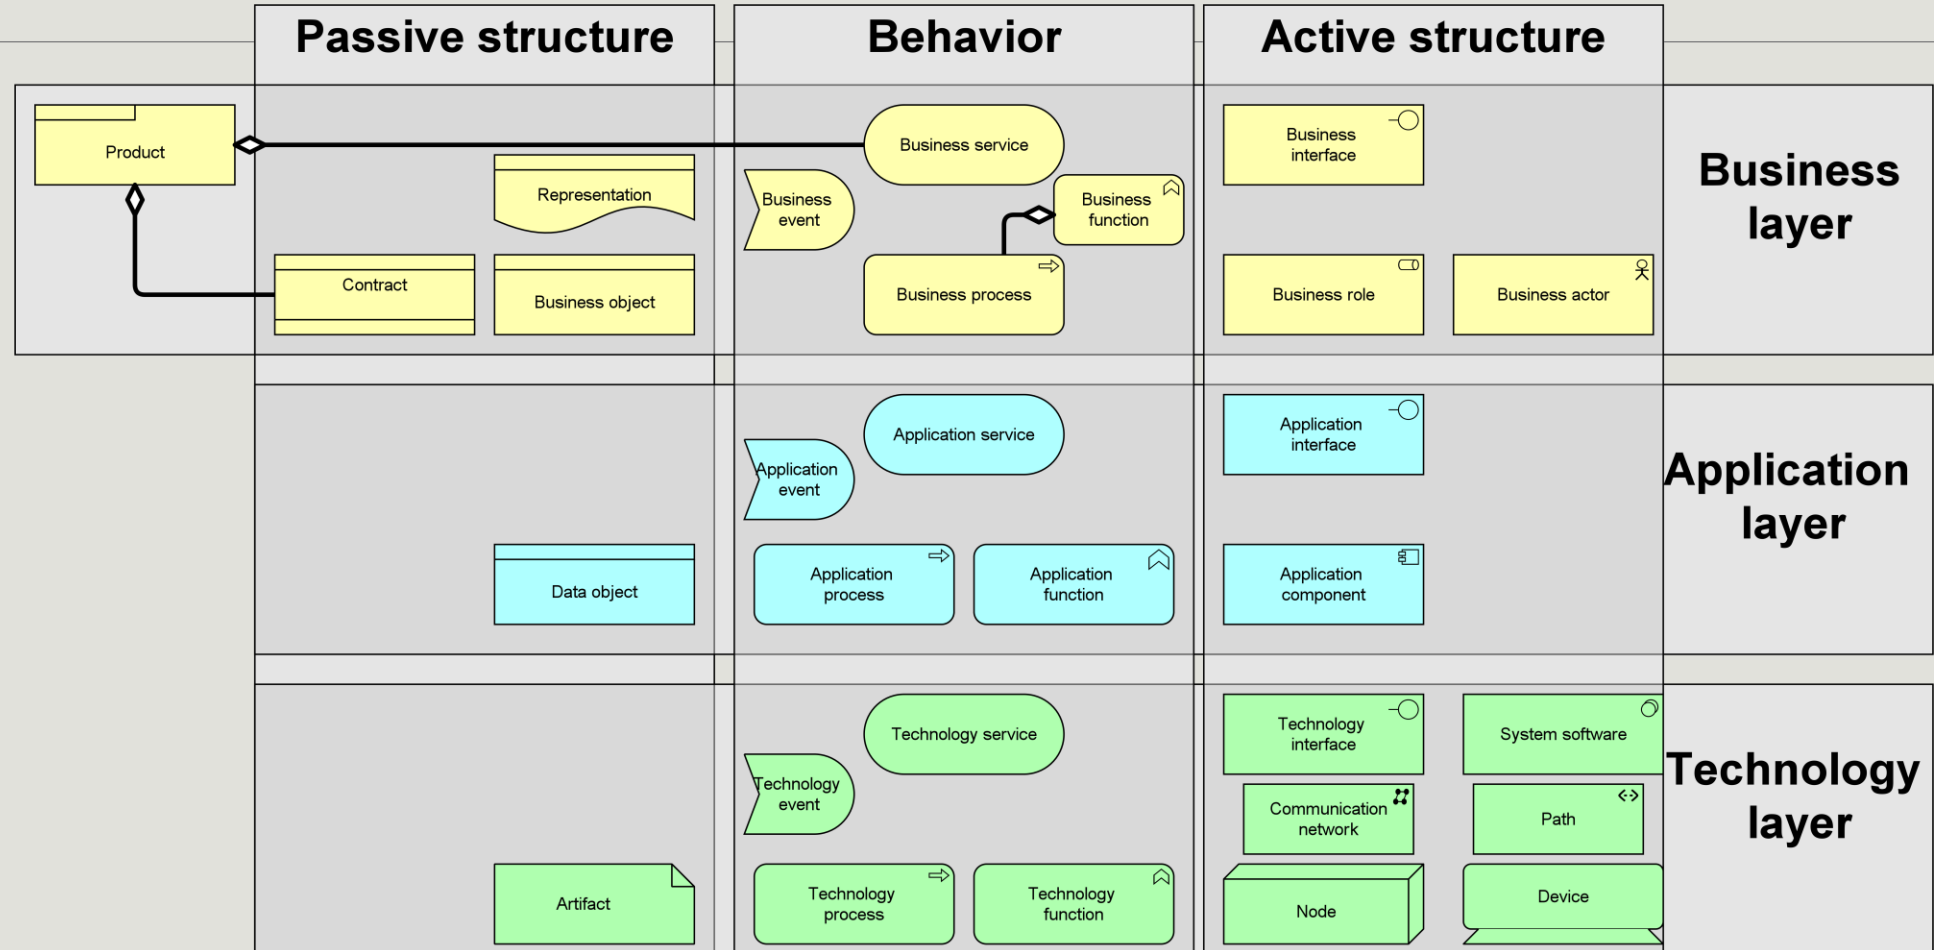 Passive structure
Behavior
Active structure
Product
Business service
Business
interface
Business
layer
Representation
Business
event
Business
function
Contract
Business object
Business process
Business role
Business actor
Application service
Application
interface
Application
layer
Application
event
Data object
Application
process
Application
function
Application
component
Technology service
Technology
interface
System software
Technology
layer
Technology
event
Communication
network
Path
Artifact
Technology
process
Technology
function
Node
Device